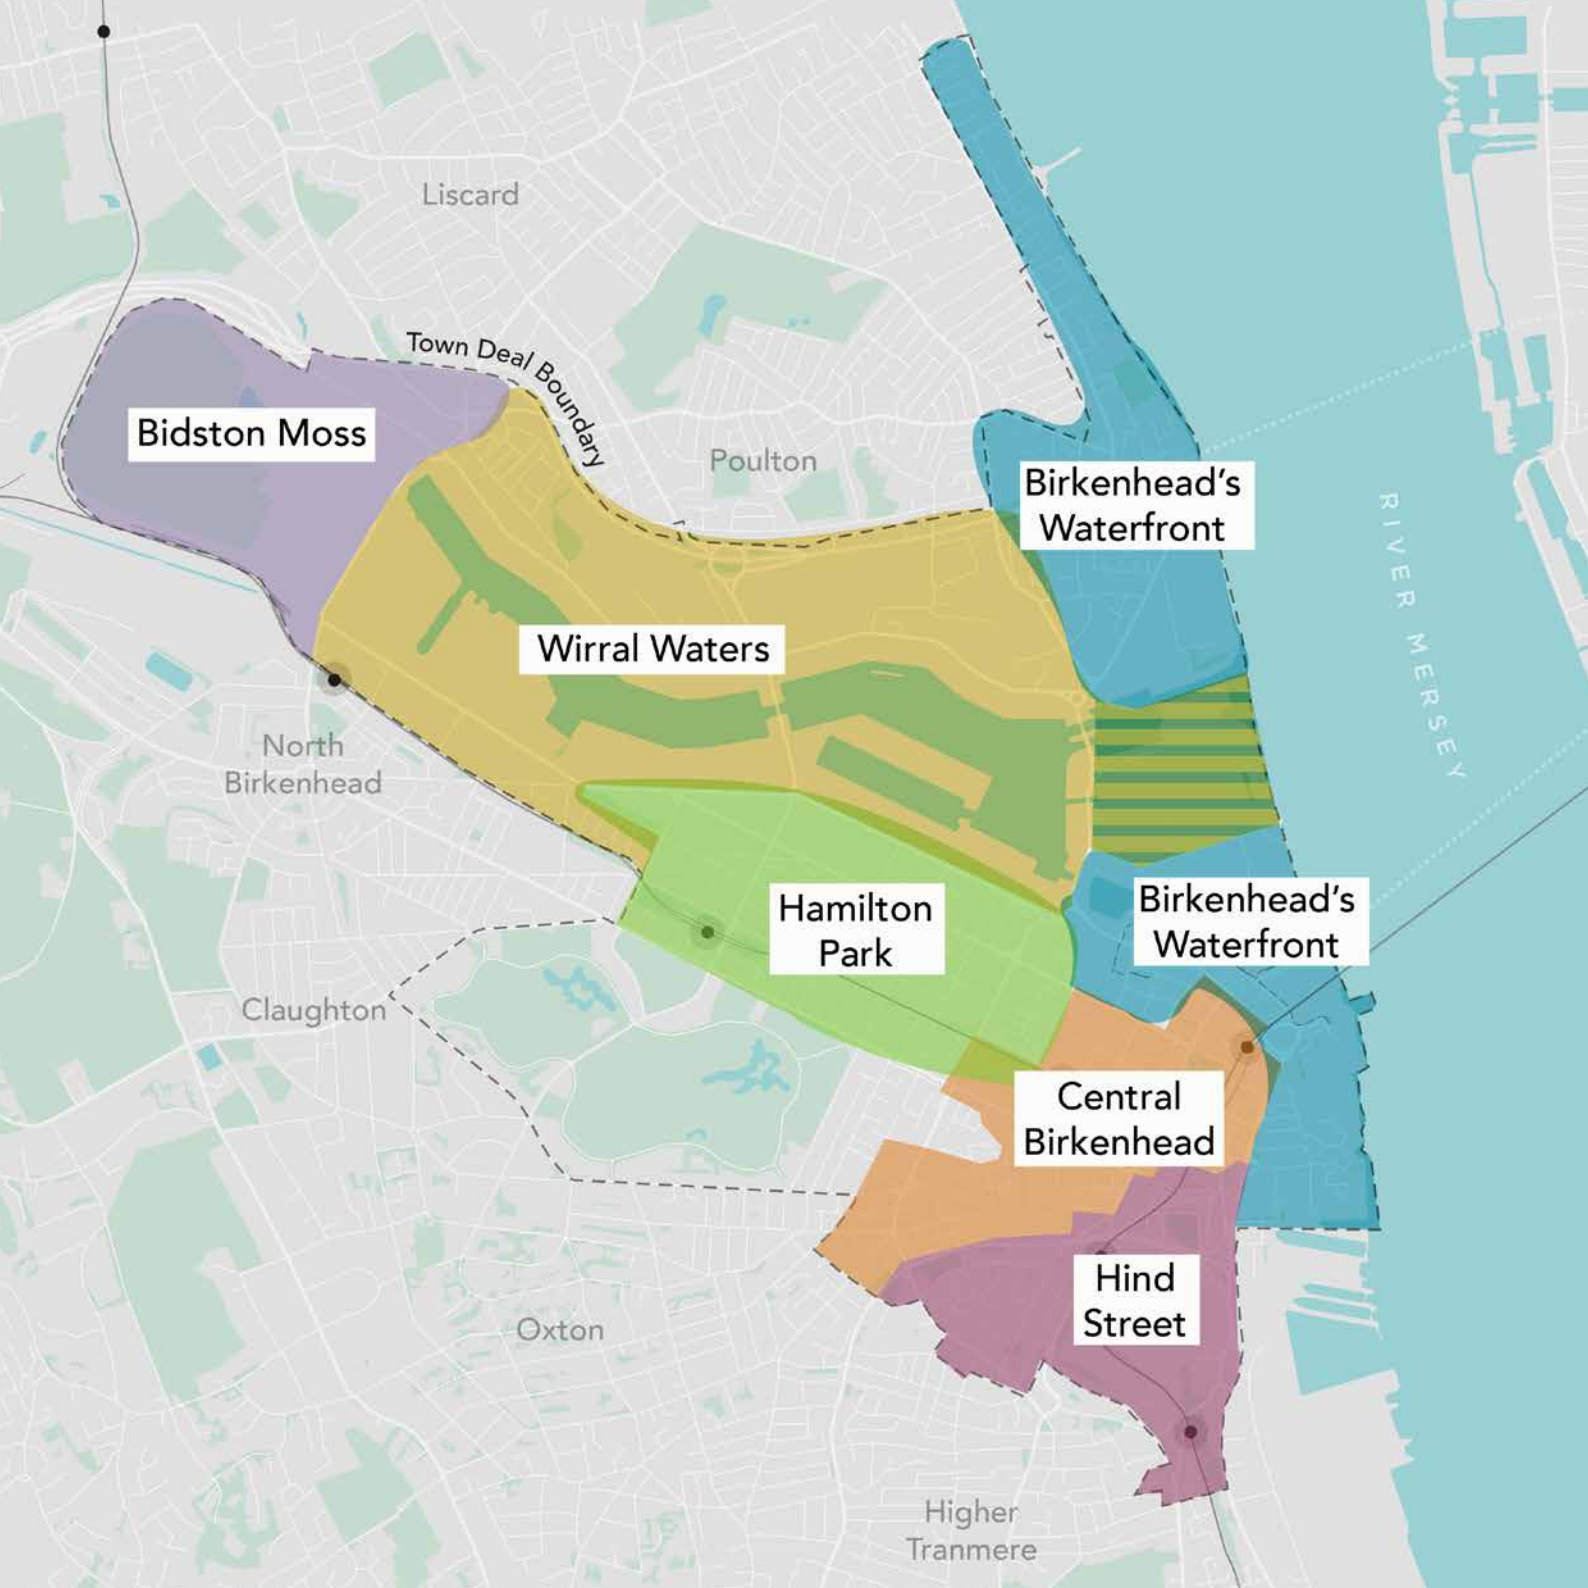 Liscard
Town Deal Boundary
Bidston Moss
Poulton
Birkenhead's
Waterfront
RIVER MERSEY
Wirral Waters
North
Birkenhead
Hamilton
Park
Birkenhead's
Waterfront
Claughton
Central
Birkenhead
Hind
Street
Oxton
Higher
Tranmere